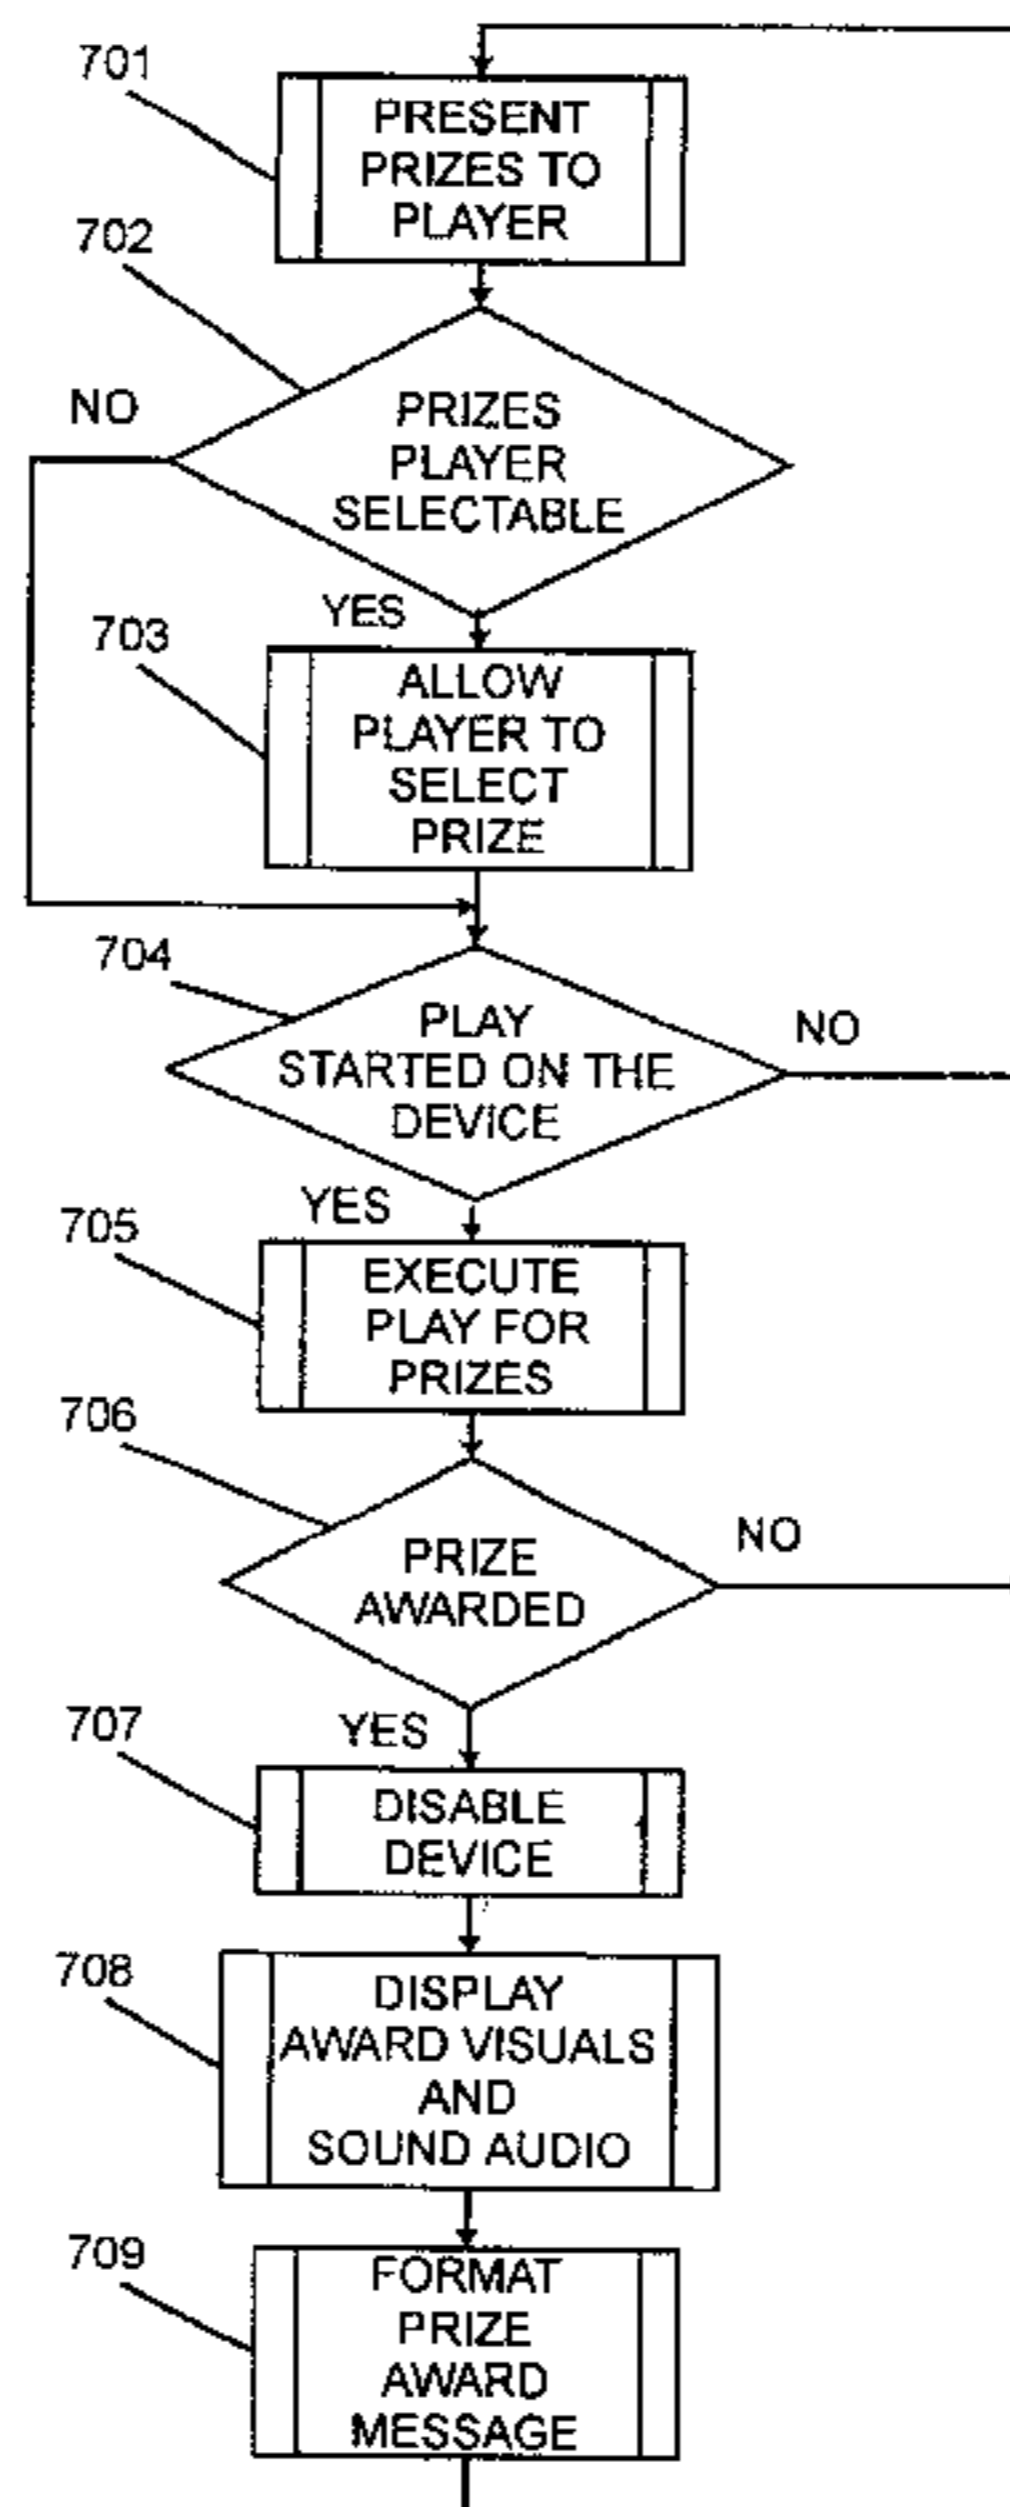 701
PRESENT
PRIZES TO
PLAYER
702
NO
PRIZES
PLAYER
SELECTABLE
YES
703
ALLOW
PLAYER TO
SELECT
PRIZE
704
PLAY
STARTED ON THE
DEVICE
NO
YES
705
EXECUTE
PLAY FOR
PRIZES
706
PRIZE
AWARDED
NO
YES
707
DISABLE
DEVICE
708
DISPLAY
AWARD VISUALS
AND
SOUND AUDIO
709
FORMAT
PRIZE
AWARD
MESSAGE